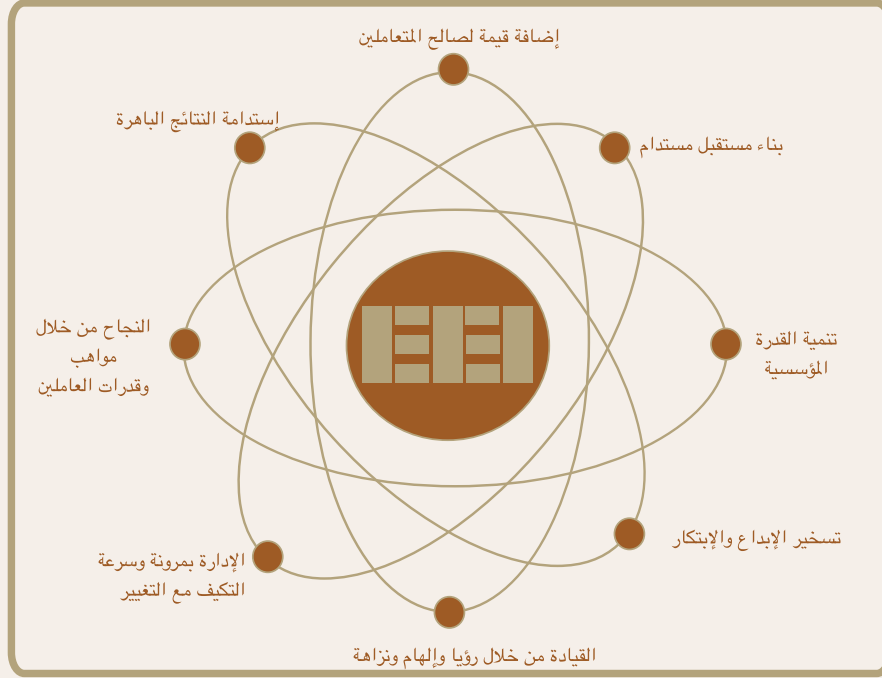 إضافة قيمة لصالح المتعاملين
إستدامة النتائج الباهرة
بناء مستقبل مستدام
النجاح من خلال
مواهب
وقدرات العاملين
تنمية القدرة
المؤسسية
تسخير الإبداع والإبتكار
الإدارة بمرونة وسرعة
التكيف مع التغيير
القيادة من خلال رؤيا وإلهام ونزاهة